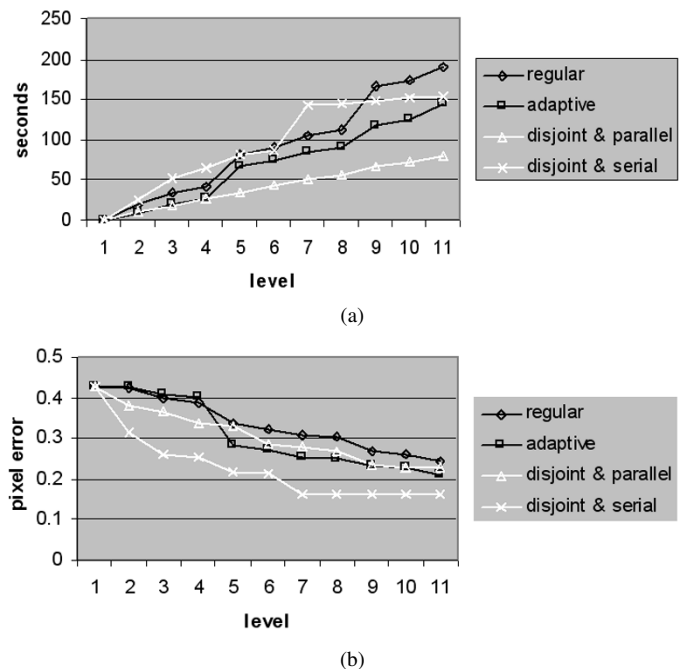 250
200
150
100
50
0
seconds
1 2 3 4 5 6 7 8 9 10 11
level
regular
adaptive
disjoint & parallel
disjoint & serial
(a)
0.5
0.4
0.3
0.2
0.1
0
pixel error
1 2 3 4 5 6 7 8 9 10 11
level
regular
adaptive
disjoint & parallel
disjoint & serial
(b)